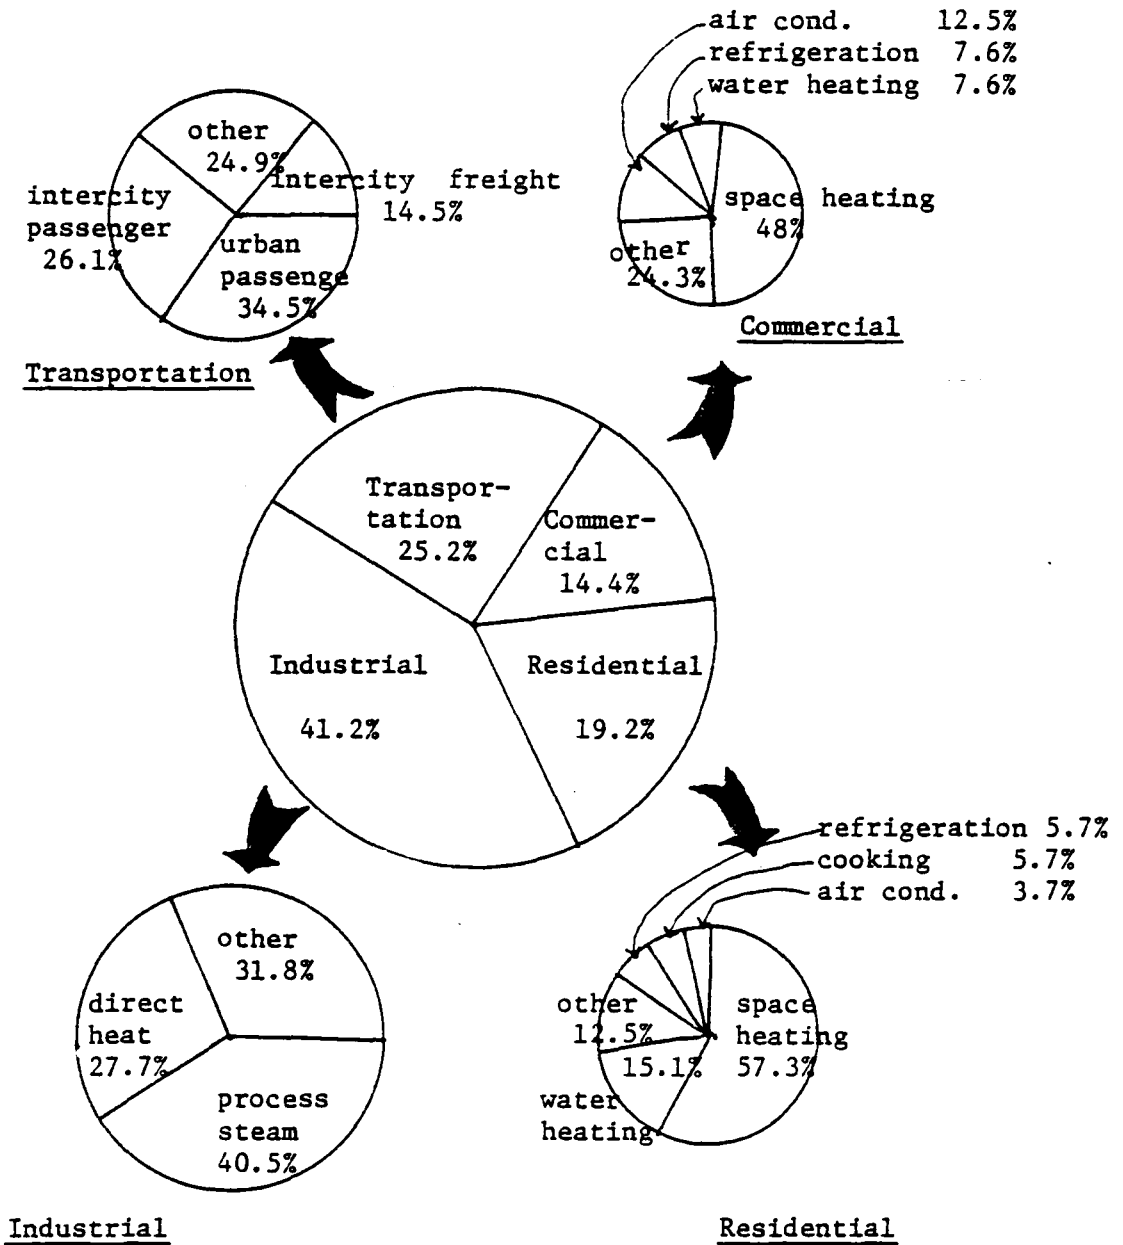 air cond. 12.5%
refrigeration 7.6%
water heating 7.6%
other
24.9%
intercity freight
14.5%
intercity
passenger
26.1%
urban
passenge
34.5%
Transportation
space heating
48%
other
24.3%
Commercial
Transpor-
tation
25.2%
Commer-
cial
14.4%
Industrial
41.2%
Residential
19.2%
refrigeration 5.7%
cooking 5.7%
air cond. 3.7%
other
31.8%
direct
heat
27.7%
process
steam
40.5%
Industrial
other
12.5%
space
heating
57.3%
15.1%
water
heating
Residential